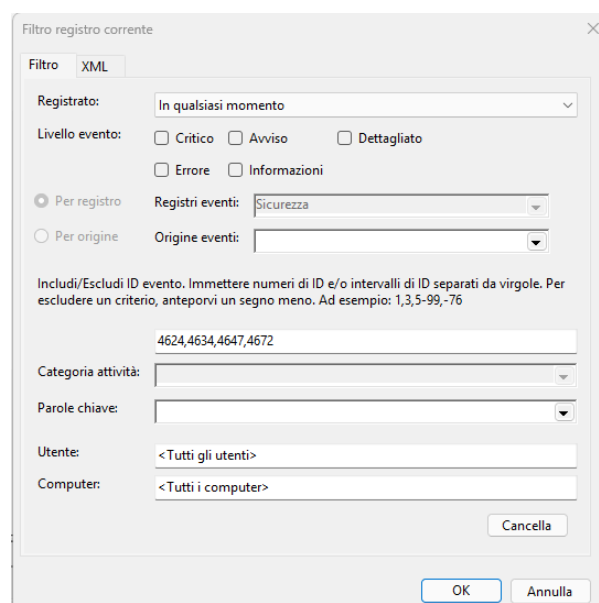 Filtro registro corrente
Filtro XML
Registrato: In qualsiasi momento
Livello evento: Critico Avviso Dettagliato
Errore Informazioni
Per registro Registri eventi: Sicurezza
Per origine Origine eventi:
Includi/Escludi ID evento. Immettere numeri di ID e/o intervalli di ID separati da virgole. Per
escludere un criterio, anteporvi un segno meno. Ad esempio: 1,3,5-99,-76
4624,4634,4647,4672
Categoria attività:
Parole chiave:
Utente: <Tutti gli utenti>
Computer: <Tutti i computer>
Cancella
OK Annulla